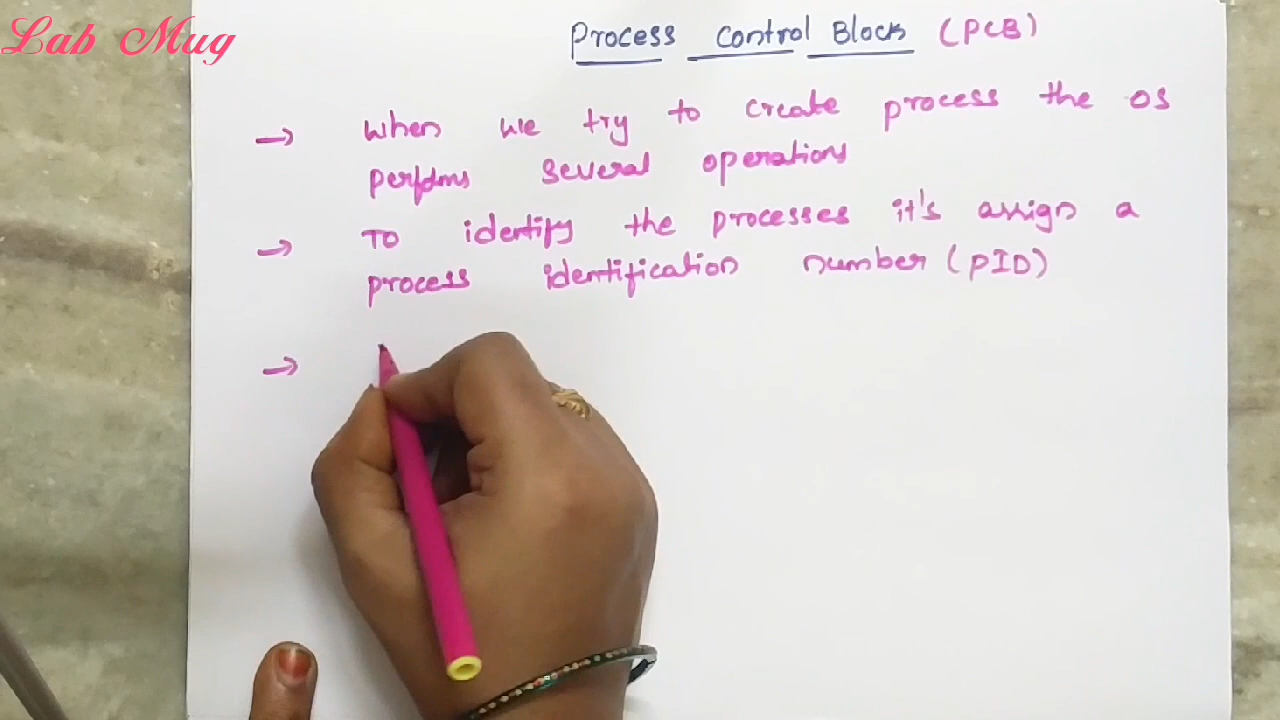 Lab Mug
Process Control Block (PCB)
→ When we try to create process the OS
performs several operations
→ To identify the processes it's assign a
process identification number (PID)
→